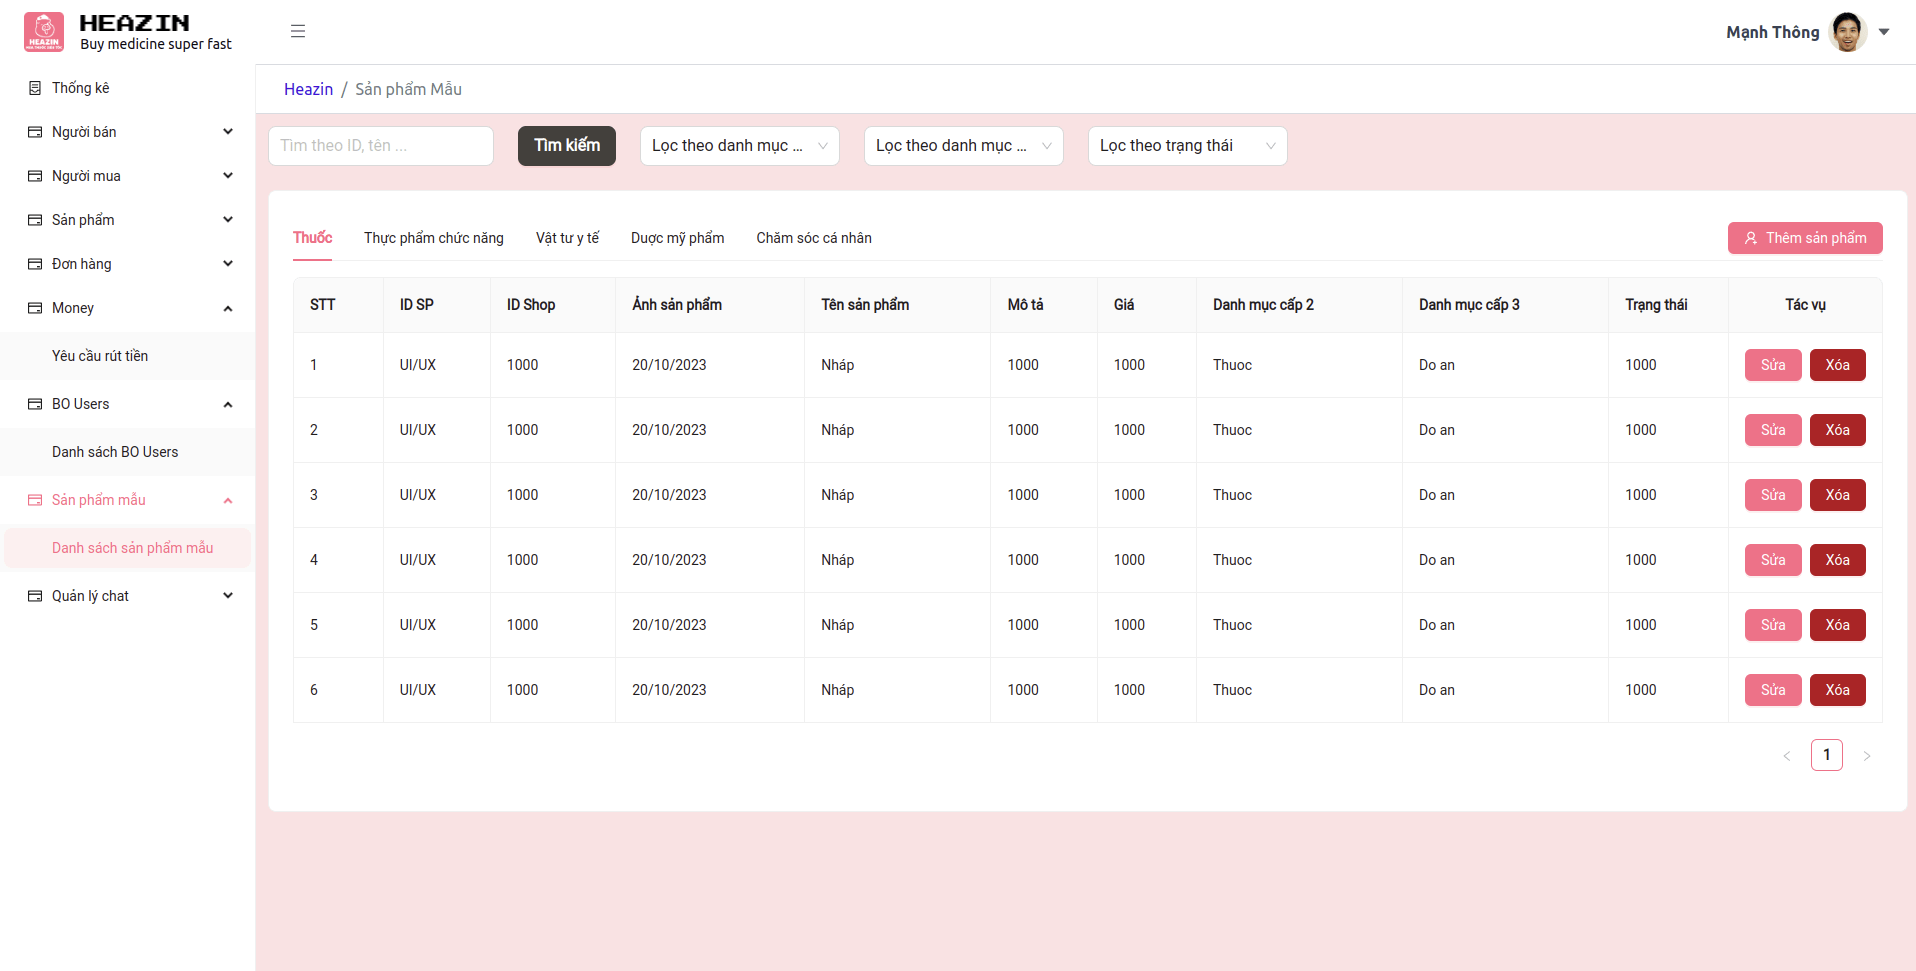 HEAZIN
HEAZIN
Buy medicine super fast
Mạnh Thông
Thống kê
Người bán
Người mua
Sản phẩm
Đơn hàng
Money
Yêu cầu rút tiền
BO Users
Danh sách BO Users
Sản phẩm mẫu
Danh sách sản phẩm mẫu
Quản lý chat
Heazin / Sản phẩm Mẫu
Tìm theo ID, tên ... Tìm kiếm Lọc theo danh mục ... Lọc theo danh mục ... Lọc theo trạng thái
Thuốc Thực phẩm chức năng Vật tư y tế Duợc mỹ phẩm Chăm sóc cá nhân Thêm sản phẩm
STT ID SP ID Shop Ảnh sản phẩm Tên sản phẩm Mô tả Giá Danh mục cấp 2 Danh mục cấp 3 Trạng thái Tác vụ
1 UI/UX 1000 20/10/2023 Nháp 1000 1000 Thuoc Do an 1000 Sửa Xóa
2 UI/UX 1000 20/10/2023 Nháp 1000 1000 Thuoc Do an 1000 Sửa Xóa
3 UI/UX 1000 20/10/2023 Nháp 1000 1000 Thuoc Do an 1000 Sửa Xóa
4 UI/UX 1000 20/10/2023 Nháp 1000 1000 Thuoc Do an 1000 Sửa Xóa
5 UI/UX 1000 20/10/2023 Nháp 1000 1000 Thuoc Do an 1000 Sửa Xóa
6 UI/UX 1000 20/10/2023 Nháp 1000 1000 Thuoc Do an 1000 Sửa Xóa
< 1 >